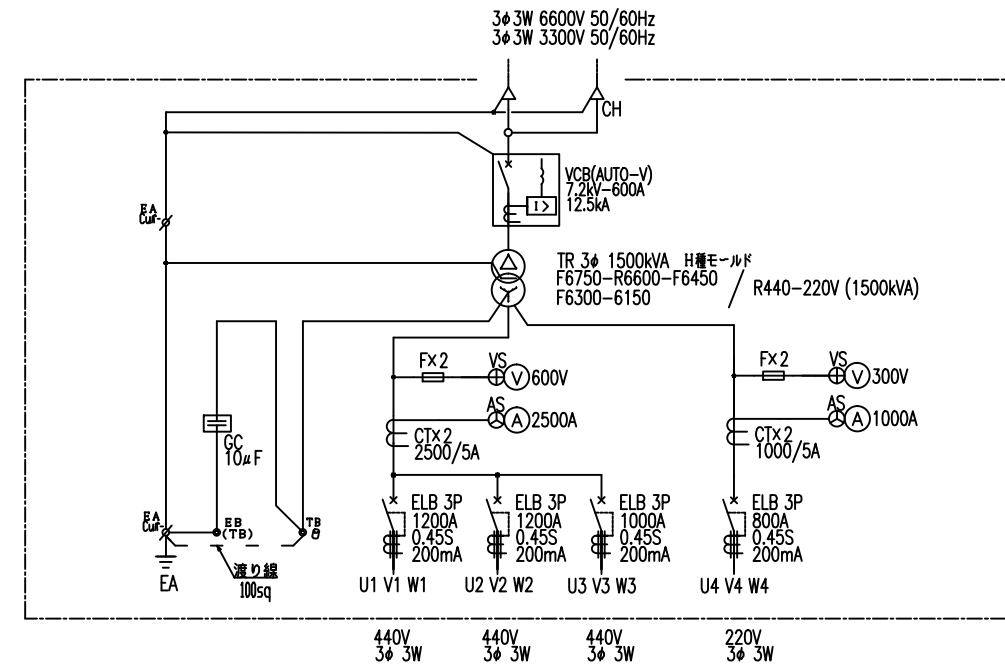 3φ3W 6600V 50/60Hz
3φ3W 3300V 50/60Hz
CH
VCB(AUTO-V)
7.2kV-600A
12.5kA
I>
EA
TR 3φ 1500kVA H種モールド
F6750-R6600-F6450
F6300-6150
R440-220V (1500kVA)
F×2
VS
V
600V
AS
A
2500A
CT×2
2500/5A
F×2
VS
V
300V
AS
A
1000A
CT×2
1000/5A
GC
10μF
ELB 3P
1200A
0.45S
200mA
ELB 3P
1200A
0.45S
200mA
ELB 3P
1000A
0.45S
200mA
ELB 3P
800A
0.45S
200mA
EA
EB
(TB)
TB
EA
渡り線
100sq
U1 V1 W1
U2 V2 W2
U3 V3 W3
U4 V4 W4
440V
3φ 3W
440V
3φ 3W
440V
3φ 3W
220V
3φ 3W